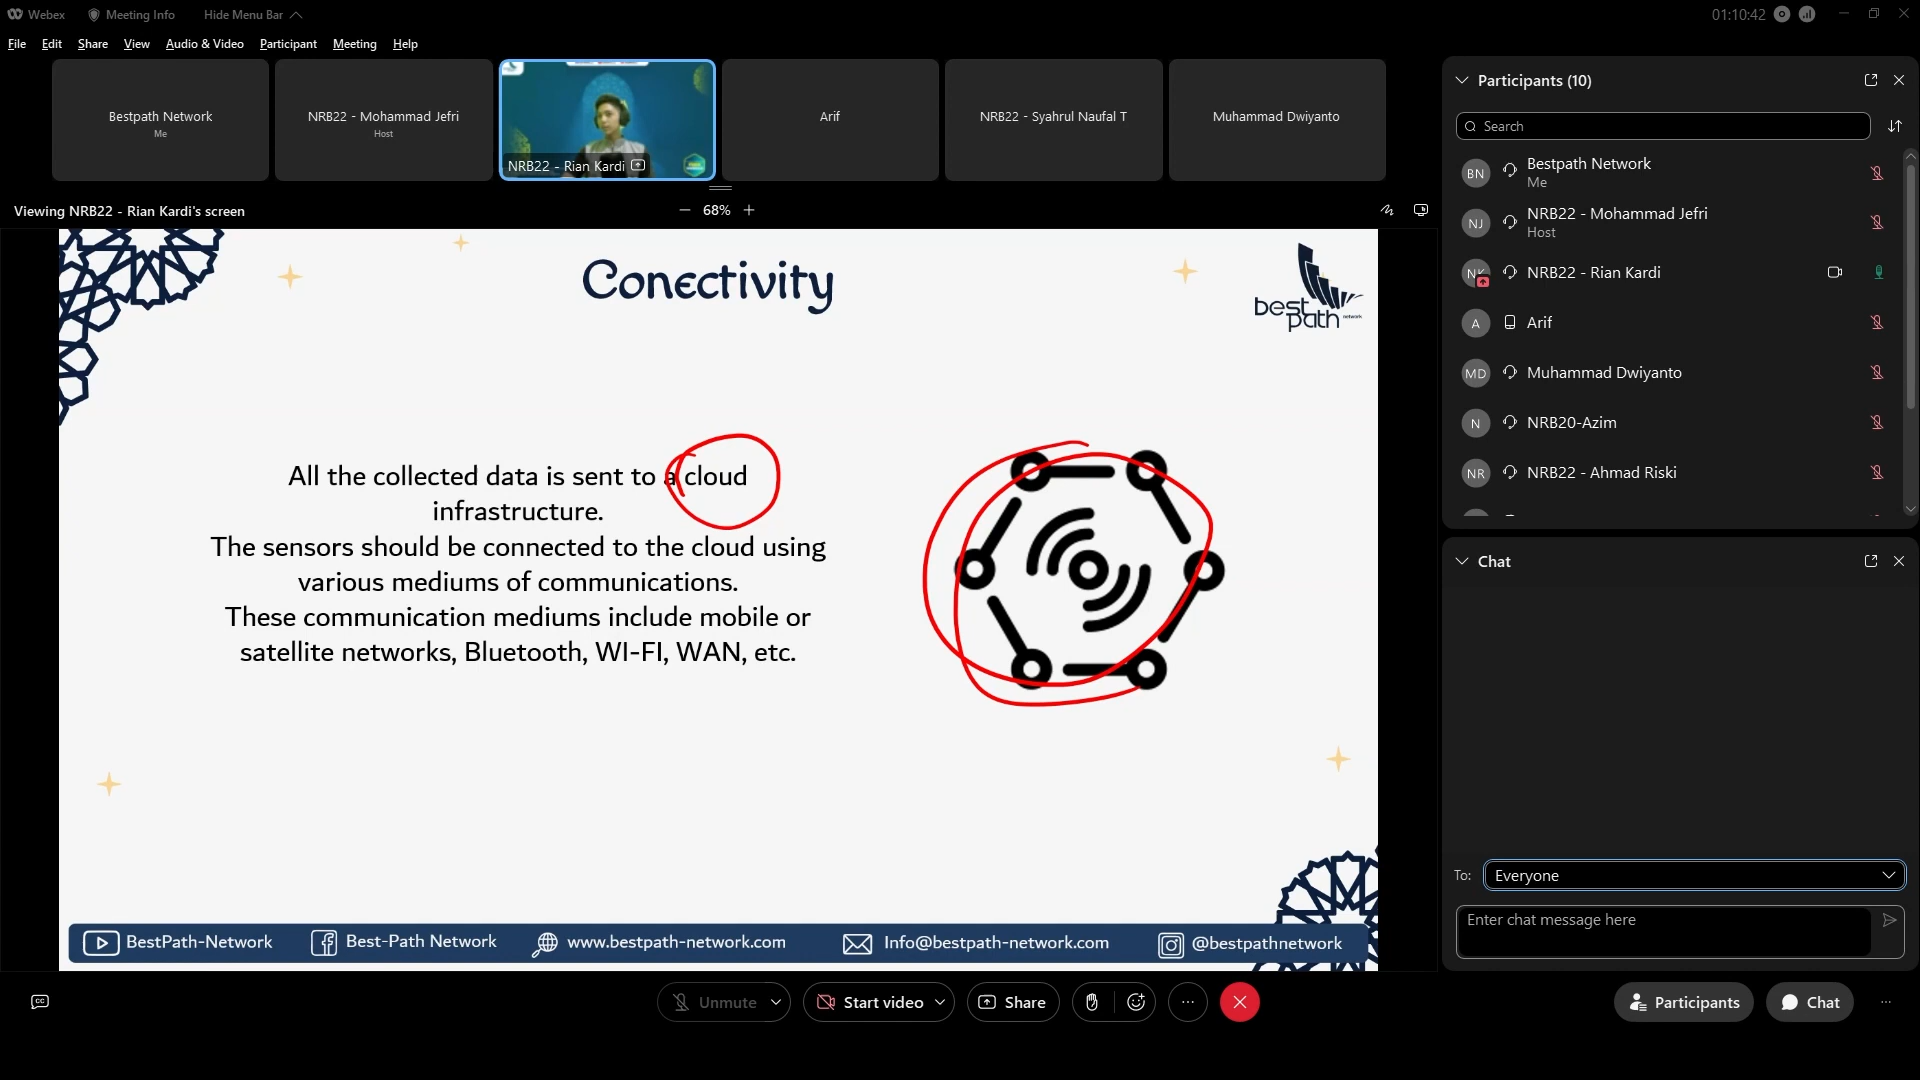 Webex
Meeting Info
Hide Menu Bar
01:10:42
File
Edit
Share
View
Audio & Video
Participant
Meeting
Help
Bestpath Network
Me
NRB22 - Mohammad Jefri
Host
NRB22 - Rian Kardi
Arif
NRB22 - Syahrul Naufal T
Muhammad Dwiyanto
Viewing NRB22 - Rian Kardi's screen
68%
Conectivity
best
path
network
All the collected data is sent to a cloud
infrastructure.
The sensors should be connected to the cloud using
various mediums of communications.
These communication mediums include mobile or
satellite networks, Bluetooth, WI-FI, WAN, etc.
BestPath-Network
Best-Path Network
www.bestpath-network.com
Info@bestpath-network.com
@bestpathnetwork
Participants (10)
Search
BN
Bestpath Network
Me
NJ
NRB22 - Mohammad Jefri
Host
NK
NRB22 - Rian Kardi
A
Arif
MD
Muhammad Dwiyanto
N
NRB20-Azim
NR
NRB22 - Ahmad Riski
Chat
To:
Everyone
Enter chat message here
CC
Unmute
Start video
Share
Participants
Chat